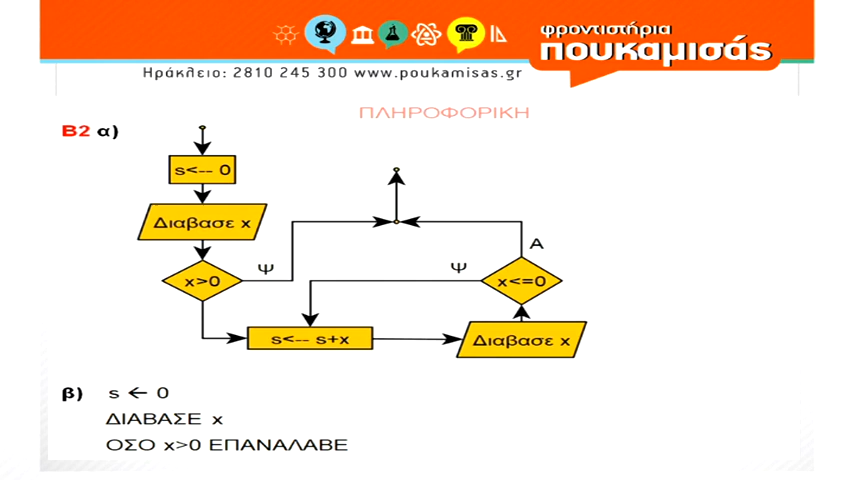 φροντιστήρια
πουκαμισάς
Ηράκλειο: 2810 245 300 www.poukamisas.gr
ΠΛΗΡΟΦΟΡΙΚΗ
Β2 α)
s<-- 0
Διαβασε x
x>0
Ψ
Ψ
Α
x<=0
s<-- s+x
Διαβασε x
β) s ← 0
ΔΙΑΒΑΣΕ x
ΟΣΟ x>0 ΕΠΑΝΑΛΑΒΕ